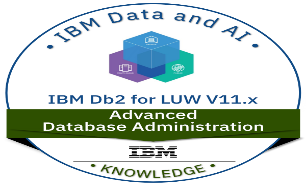 • IBM Data and AI •
IBM Db2 for LUW V11.x
Advanced
Database Administration
IBM
• KNOWLEDGE •